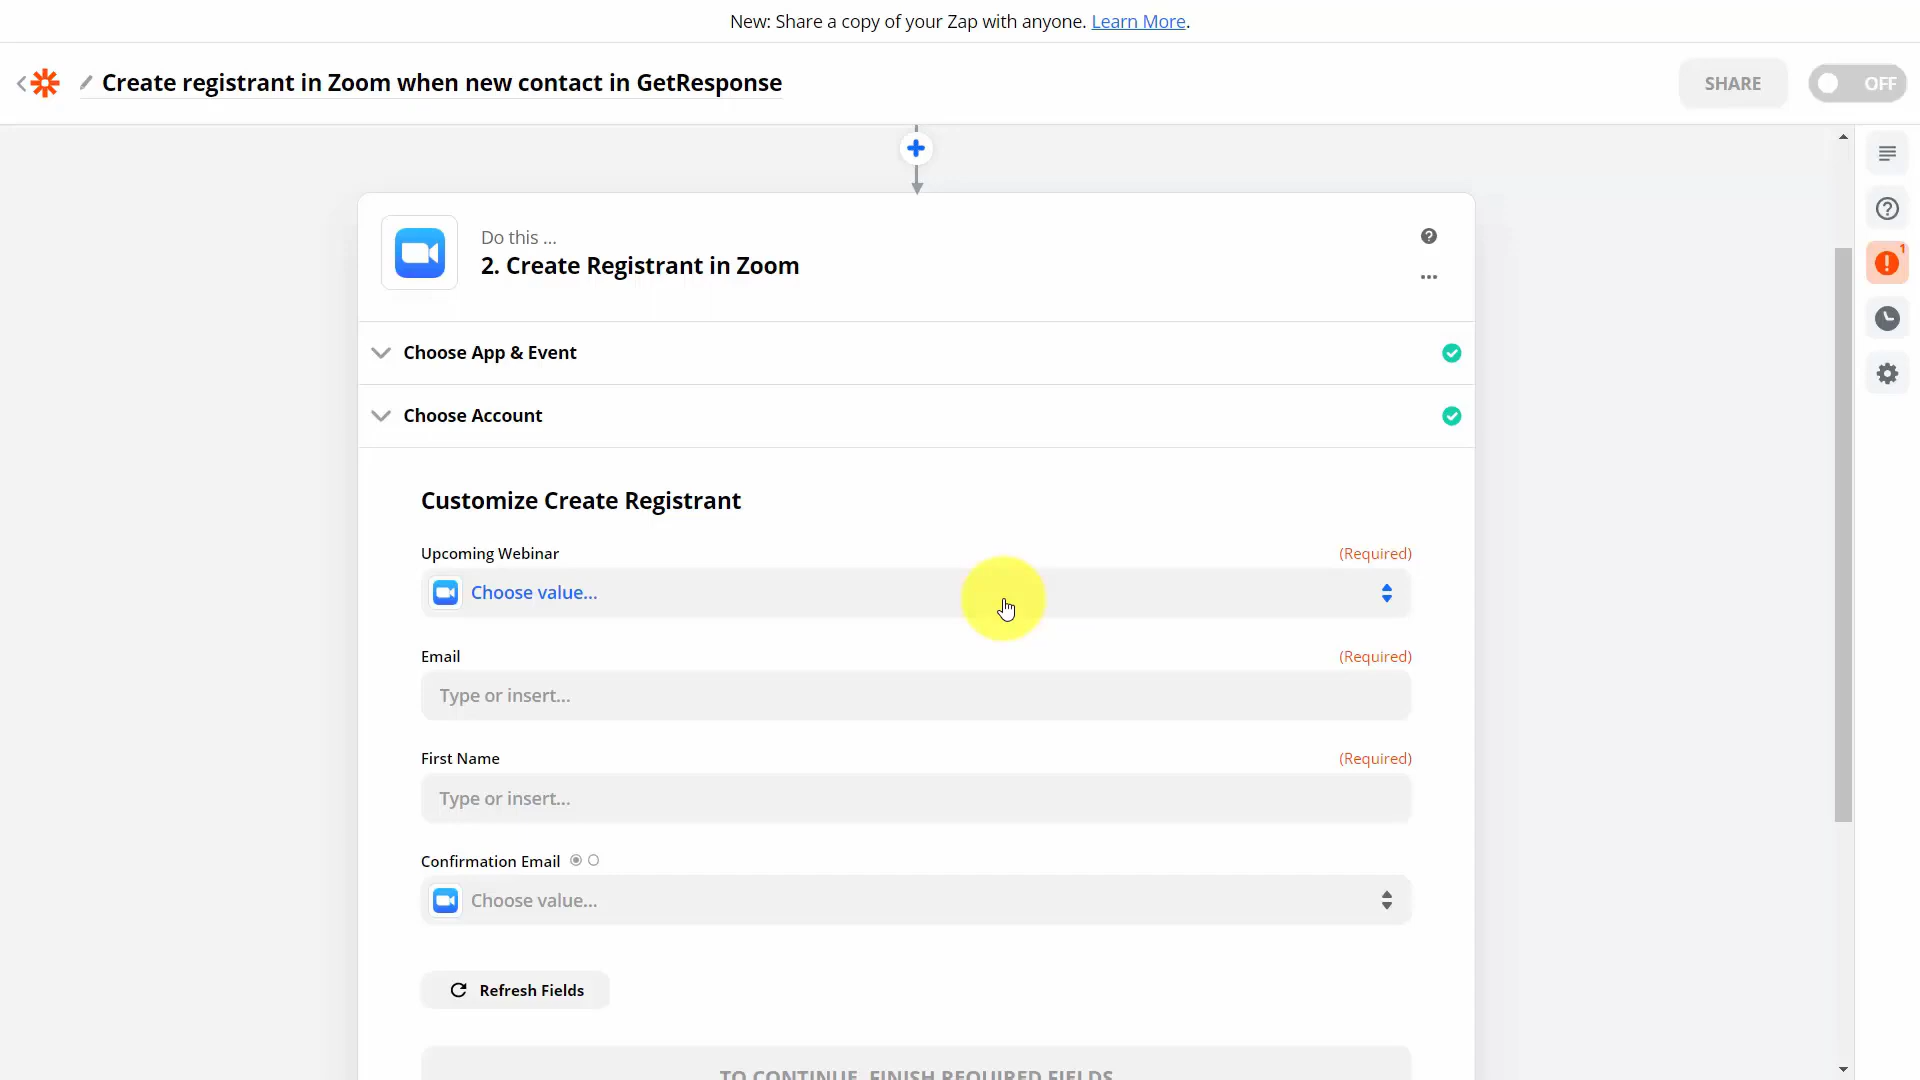 New: Share a copy of your Zap with anyone. Learn More.
Create registrant in Zoom when new contact in GetResponse
SHARE
OFF
1
Do this ...
2. Create Registrant in Zoom
Choose App & Event
Choose Account
Customize Create Registrant
Upcoming Webinar
(Required)
Choose value...
Email
(Required)
Type or insert...
First Name
(Required)
Type or insert...
Confirmation Email
Choose value...
Refresh Fields
TO CONTINUE, FINISH REQUIRED FIELDS